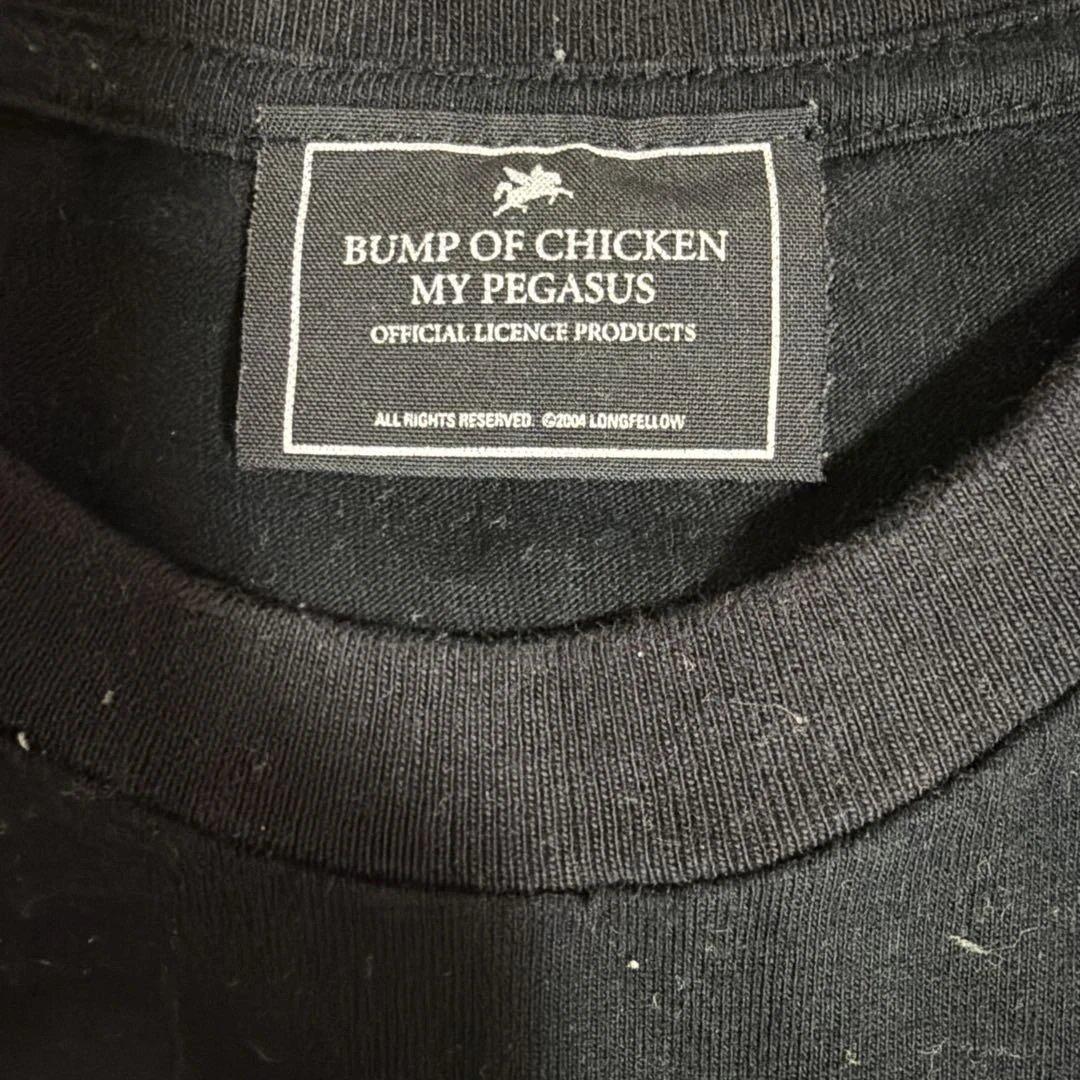 BUMP OF CHICKEN
MY PEGASUS
OFFICIAL LICENCE PRODUCTS
ALL RIGHTS RESERVED. ©2004 LONGFELLOW